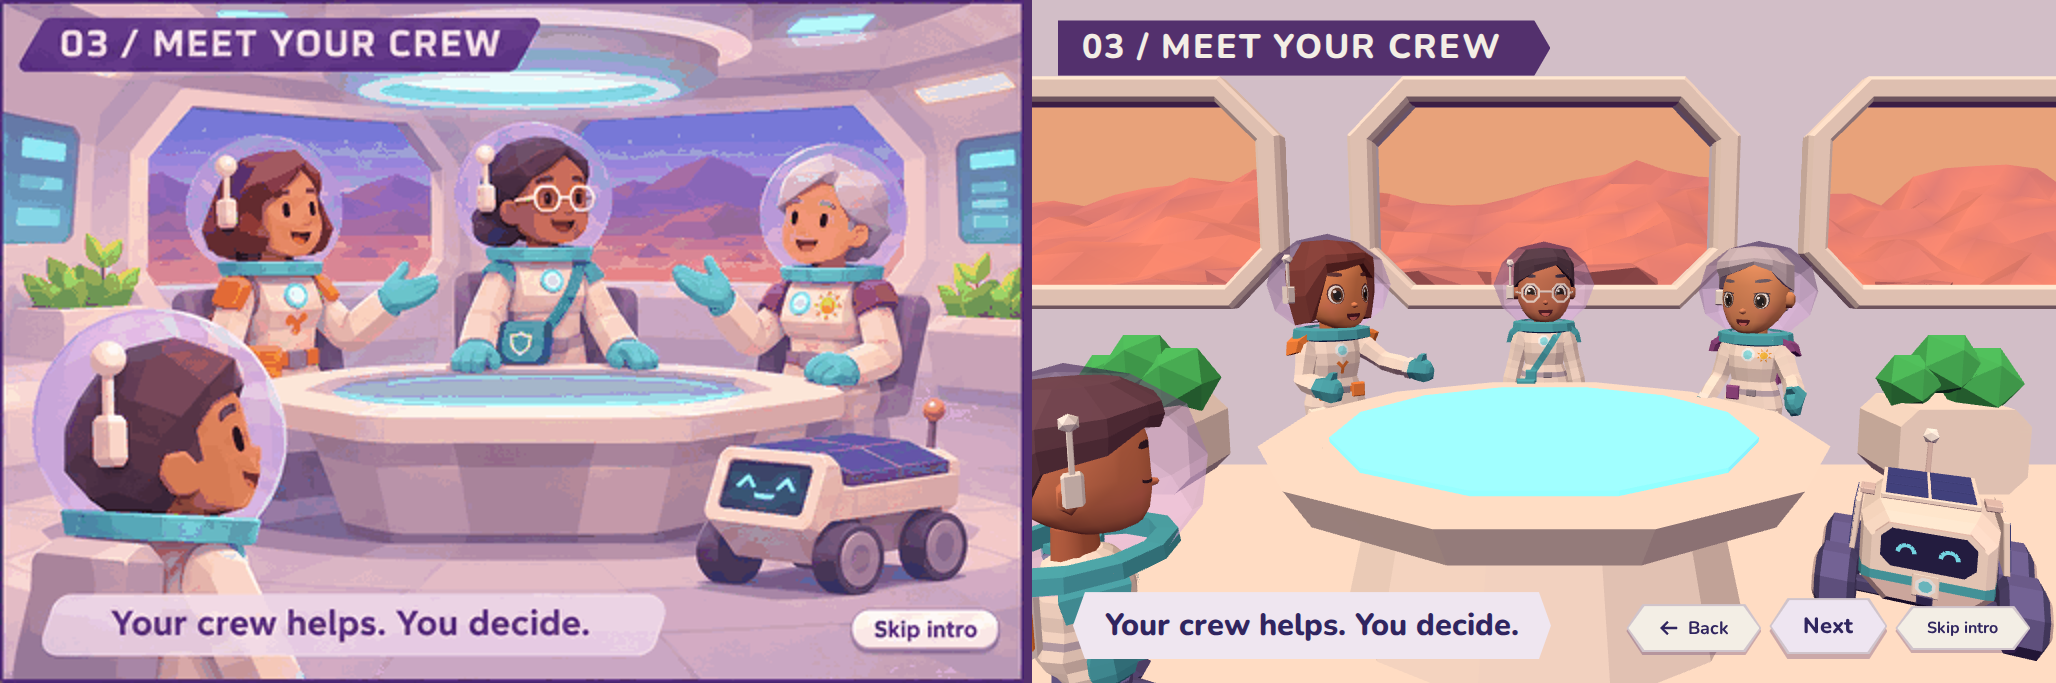 03 / MEET YOUR CREW
Your crew helps. You decide.
Skip intro
03 / MEET YOUR CREW
Your crew helps. You decide.
← Back
Next
Skip intro